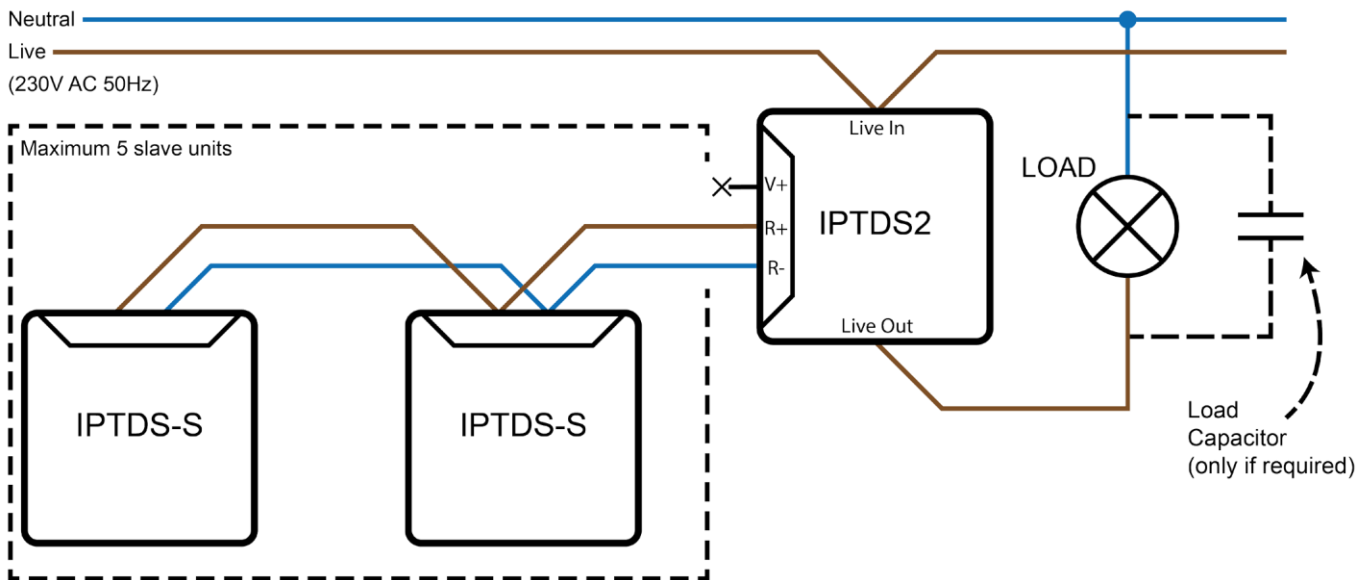 Neutral
Live
(230V AC 50Hz)
Maximum 5 slave units
Live In
V+
R+
R-
IPTDS2
Live Out
LOAD
IPTDS-S
IPTDS-S
Load
Capacitor
(only if required)